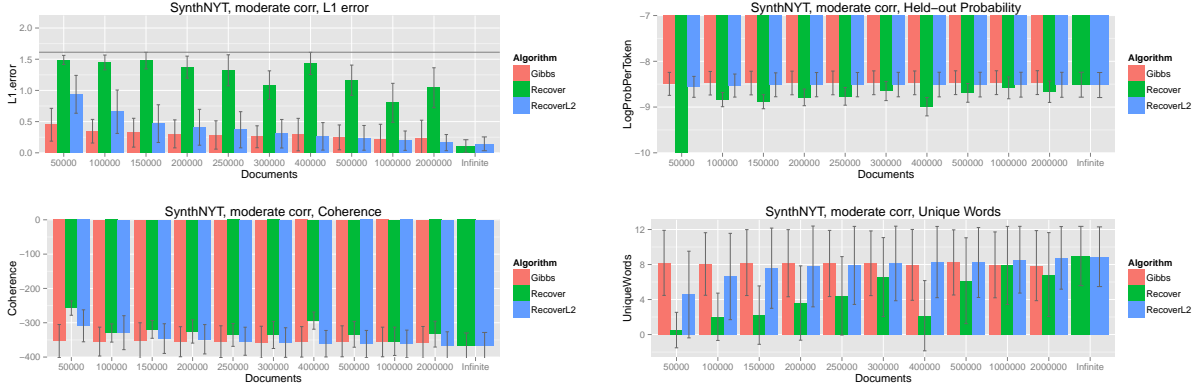 SynthNYT, moderate corr, L1 error
L1.error
2.0
1.5
1.0
0.5
0.0
50000 100000 150000 200000 250000 300000 400000 500000 1000000 2000000 Infinite
Documents
Algorithm
Gibbs
Recover
RecoverL2
SynthNYT, moderate corr, Held−out Probability
LogProbPerToken
−7
−8
−9
−10
50000 100000 150000 200000 250000 300000 400000 500000 1000000 2000000 Infinite
Documents
Algorithm
Gibbs
Recover
RecoverL2
SynthNYT, moderate corr, Coherence
Coherence
0
−100
−200
−300
−400
50000 100000 150000 200000 250000 300000 400000 500000 1000000 2000000 Infinite
Documents
Algorithm
Gibbs
Recover
RecoverL2
SynthNYT, moderate corr, Unique Words
UniqueWords
12
8
4
0
50000 100000 150000 200000 250000 300000 400000 500000 1000000 2000000 Infinite
Documents
Algorithm
Gibbs
Recover
RecoverL2